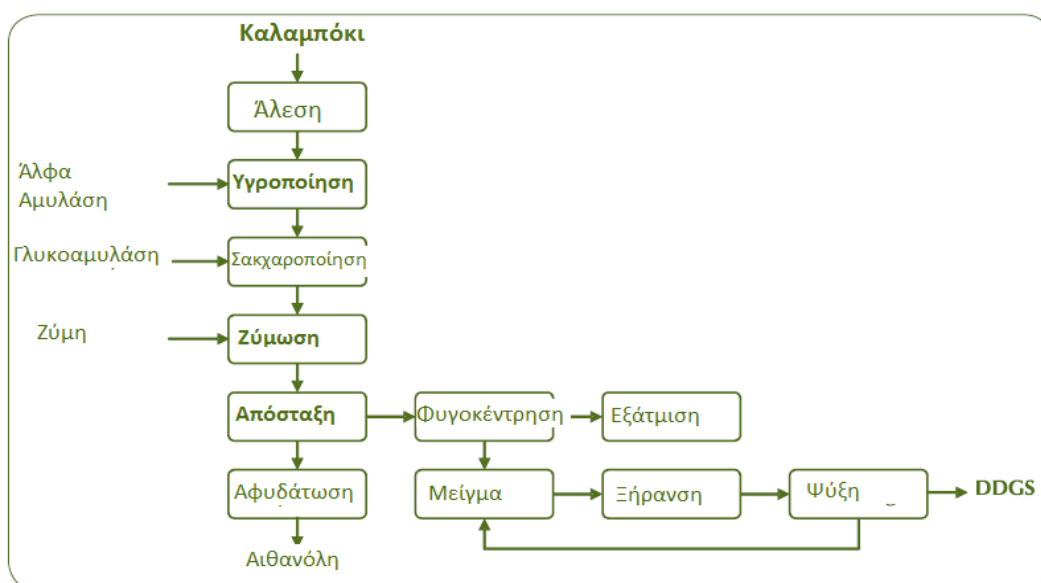 Καλαμπόκι
Άλεση
Άλφα
Αμυλάση
Υγροποίηση
Γλυκοαμυλάση
Σακχαροποίηση
Ζύμη
Ζύμωση
Απόσταξη
Φυγοκέντρηση
Εξάτμιση
Αφυδάτωση
Μείγμα
Ξήρανση
Ψύξη
DDGS
Αιθανόλη